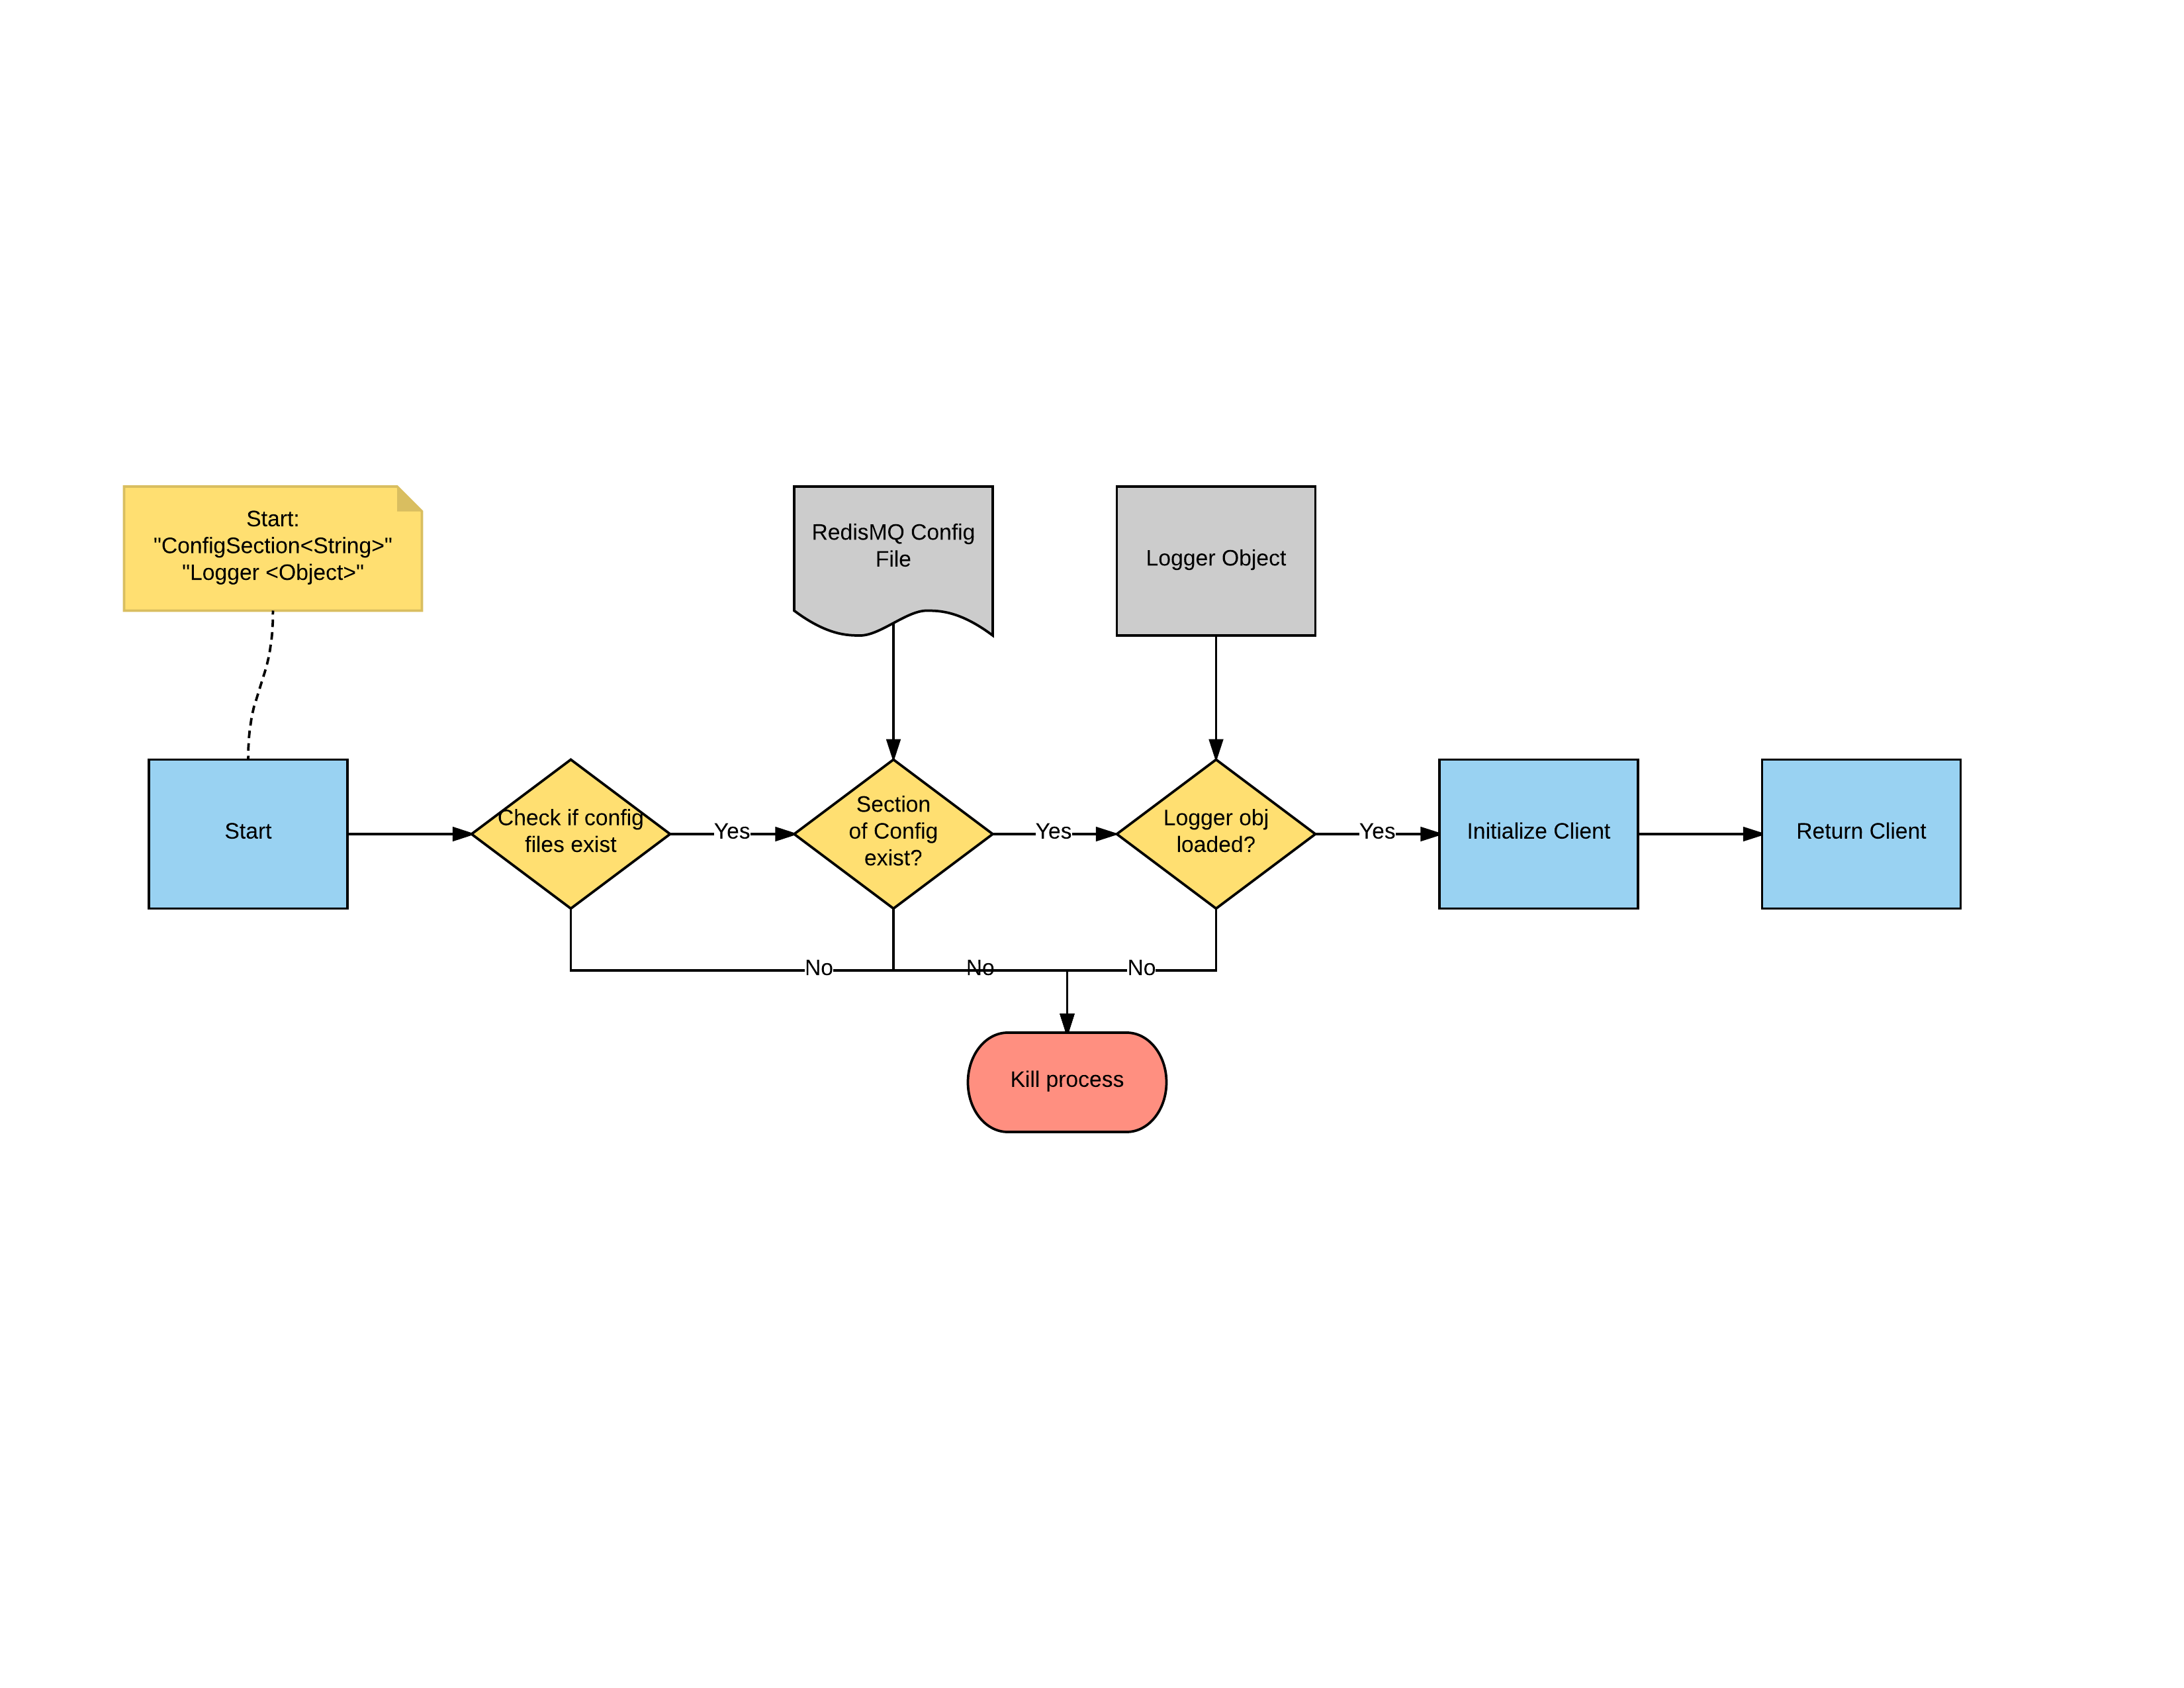 Start:
"ConfigSection<String>"
"Logger <Object>"
RedisMQ Config
File
Logger Object
Start
Check if config
files exist
Yes
Section
of Config
exist?
Yes
Logger obj
loaded?
Yes
Initialize Client
Return Client
No
No
No
Kill process